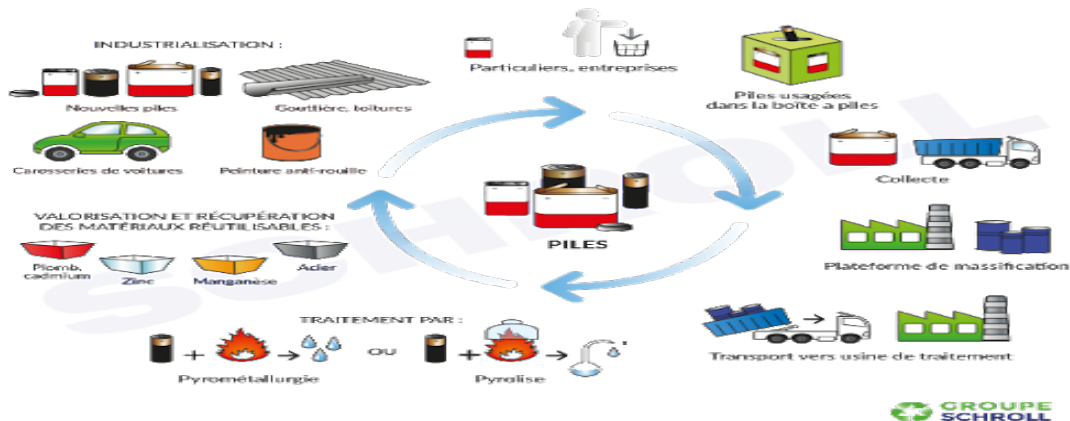 INDUSTRIALISATION :
Nouvelles piles
Gouttière, toitures
Carosseries de voitures
Peinture anti-rouille
Particuliers, entreprises
Piles usagées
dans la boîte a piles
Collecte
Plateforme de massification
Transport vers usine de traitement
TRAITEMENT PAR :
Pyrométallurgie
OU
Pyrolise
VALORISATION ET RÉCUPÉRATION
DES MATÉRIAUX RÉUTILISABLES :
Plomb,
cadmium
Zinc
Manganèse
Acier
PILES
SCHROLL
GROUPE
SCHROLL